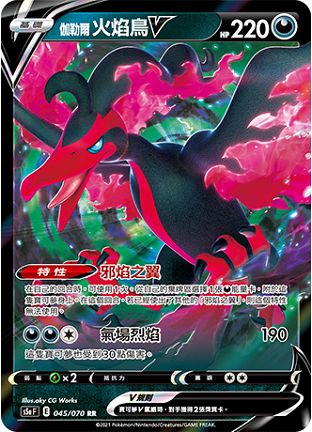 基礎 伽勒爾 火焰鳥V HP 220
特性 邪焰之翼
在自己的回合時,可使用1次。從自己的棄牌區選擇1張能量卡,附於這
隻寶可夢身上。在這個回合,若已經使出了其他的「邪焰之翼」,則這個特性
無法使用。
氣場烈焰 190
這隻寶可夢也受到30點傷害。
弱點 ×2 抵抗力 撤退
Illus.aky CG Works
V規則
S5a F E 045/070 RR
寶可夢V【昏厥】時,對手獲得2張獎賞卡。
©2021 Pokémon/Nintendo/Creatures/GAME FREAK.